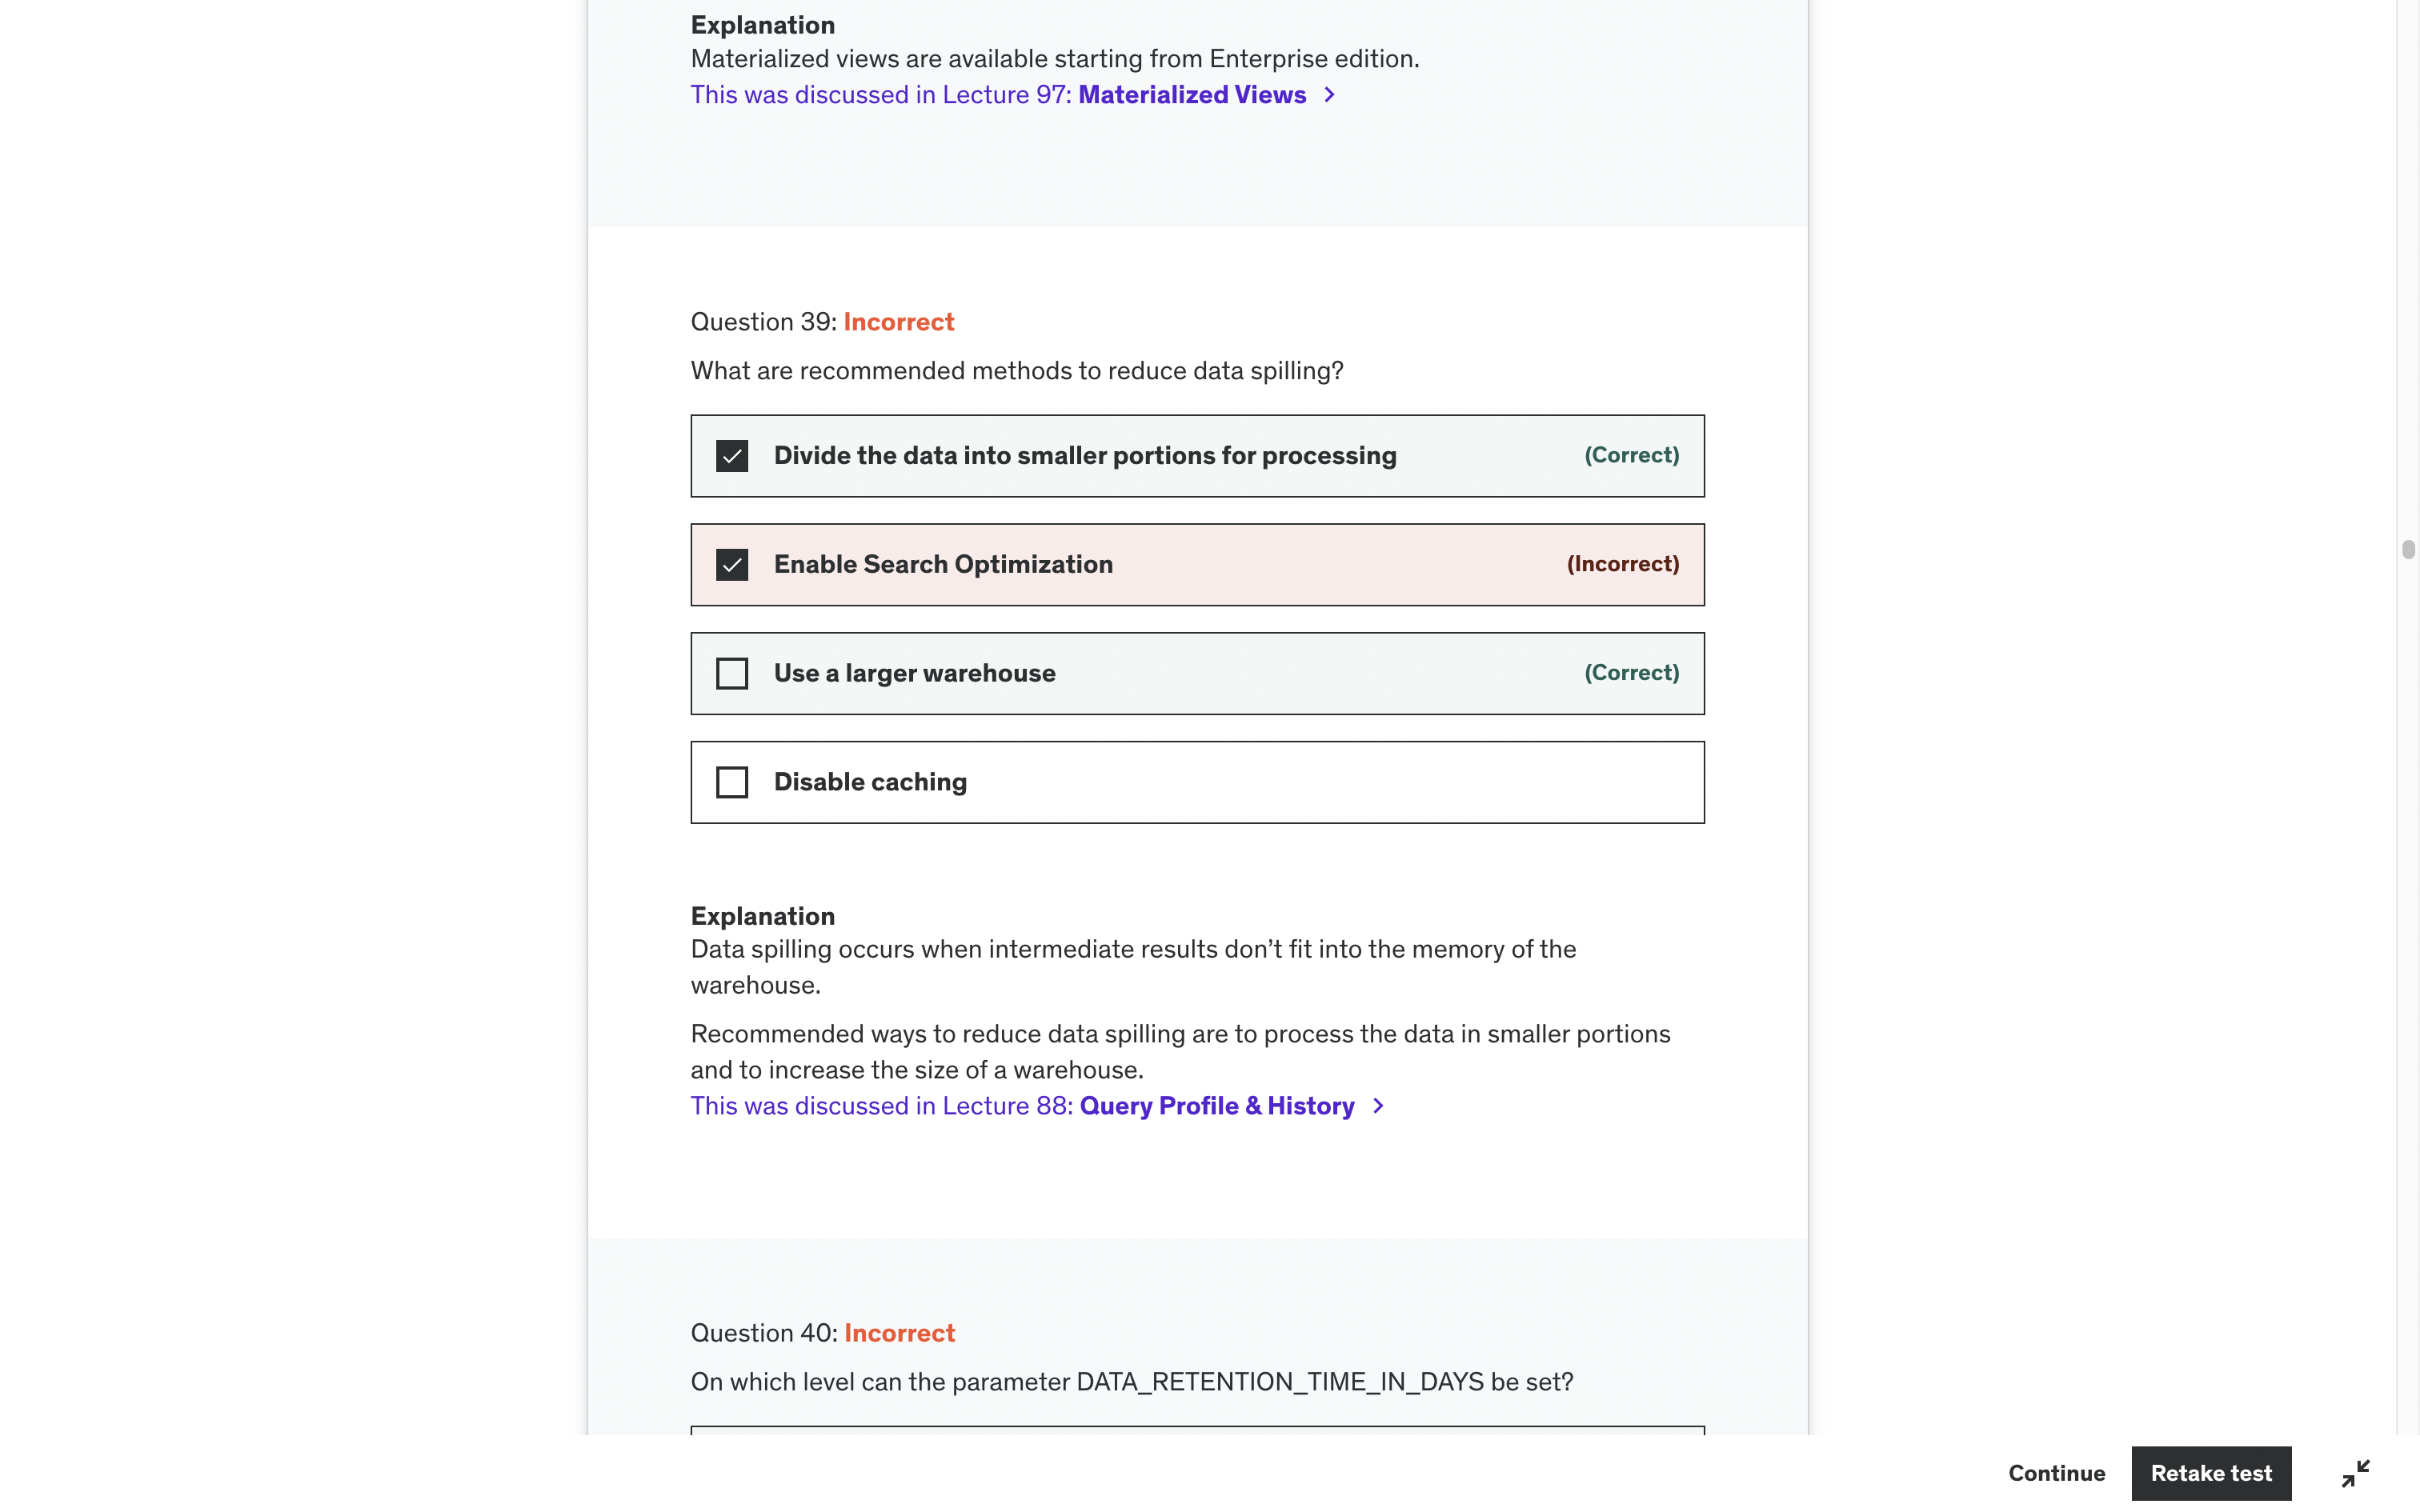 Explanation
Materialized views are available starting from Enterprise edition.
This was discussed in Lecture 97: Materialized Views
Question 39: Incorrect
What are recommended methods to reduce data spilling?
Divide the data into smaller portions for processing (Correct)
Enable Search Optimization (Incorrect)
Use a larger warehouse (Correct)
Disable caching
Explanation
Data spilling occurs when intermediate results don’t fit into the memory of the
warehouse.
Recommended ways to reduce data spilling are to process the data in smaller portions
and to increase the size of a warehouse.
This was discussed in Lecture 88: Query Profile & History
Question 40: Incorrect
On which level can the parameter DATA_RETENTION_TIME_IN_DAYS be set?
Continue Retake test